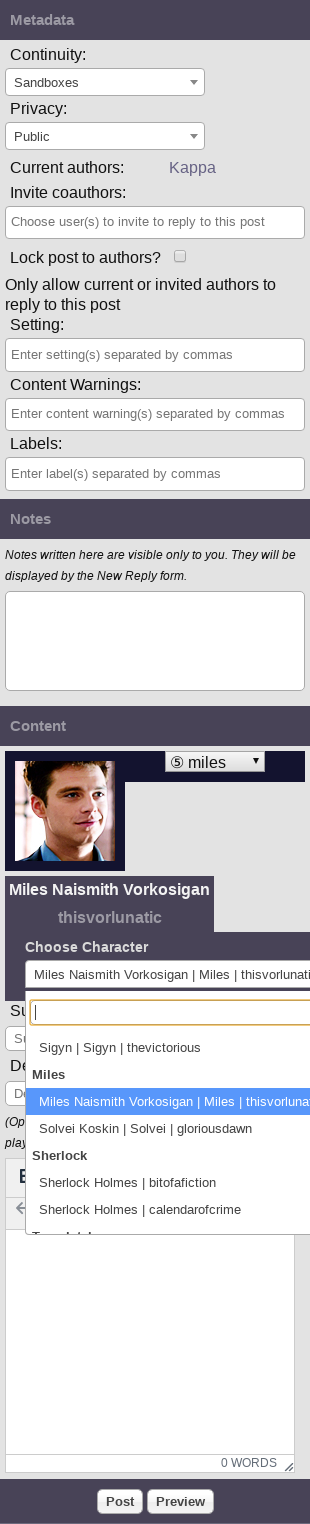 Metadata
Continuity:
Sandboxes
Privacy:
Public
Current authors: Kappa
Invite coauthors:
Choose user(s) to invite to reply to this post
Lock post to authors?
Only allow current or invited authors to
reply to this post
Setting:
Enter setting(s) separated by commas
Content Warnings:
Enter content warning(s) separated by commas
Labels:
Enter label(s) separated by commas
Notes
Notes written here are visible only to you. They will be
displayed by the New Reply form.
Content
⑤ miles
Miles Naismith Vorkosigan
thisvorlunatic
Choose Character
Miles Naismith Vorkosigan | Miles | thisvorlunati
Sigyn | Sigyn | thevictorious
Miles
Miles Naismith Vorkosigan | Miles | thisvorluna
Solvei Koskin | Solvei | gloriousdawn
Sherlock
Sherlock Holmes | bitofafiction
Sherlock Holmes | calendarofcrime
Su
De
(Op
play
0 WORDS
Post Preview